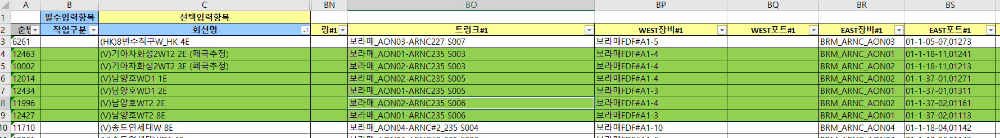 A B C BN BO BP BQ BR BS
1 필수입력항목 선택입력항목
2 순번 작업구분 회선명 링#1 트렁크#1 WEST장비#1 WEST포트#1 EAST장비#1 EAST포트#1
3 6261 (HK)8번수직구W_HK 4E 보라매_AON03-ARNC227 S007 보라매FDF#A1-5 BRM_ARNC_AON03 01-1-05-07,01273
4 12463 (V)기아차화성2WT2 2E (폐국추정) 보라매_AON01-ARNC235 S003 보라매FDF#A1-4 BRM_ARNC_AON01 01-1-18-11,01241
5 10002 (V)기아차화성2WT2 3E (폐국추정) 보라매_AON02-ARNC235 S003 보라매FDF#A1-4 BRM_ARNC_AON02 01-1-18-11,01213
6 12014 (V)남양호WD1 1E 보라매_AON02-ARNC235 S005 보라매FDF#A1-4 BRM_ARNC_AON02 01-1-37-01,01271
7 12434 (V)남양호WD1 2E 보라매_AON01-ARNC235 S005 보라매FDF#A1-3 BRM_ARNC_AON01 01-1-37-01,01311
8 11996 (V)남양호WT2 2E 보라매_AON02-ARNC235 S006 보라매FDF#A1-4 BRM_ARNC_AON02 01-1-37-02,01161
9 12427 (V)남양호WT2 8E 보라매_AON01-ARNC235 S006 보라매FDF#A1-3 BRM_ARNC_AON01 01-1-37-02,01113
10 11710 (V)송도연세대W 8E 보라매_AON04-ARNC#2_235 S004 보라매FDF#A1-10 BRM_ARNC_AON04 01-1-18-04,01142